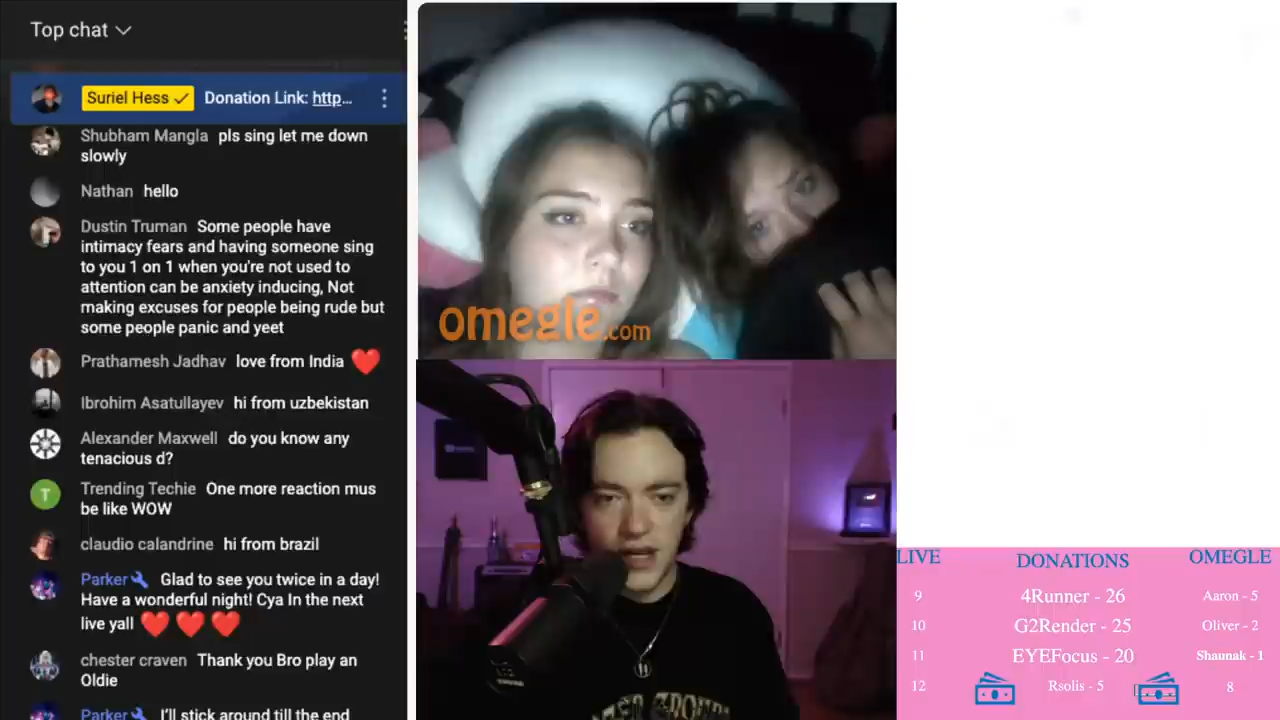 Top chat
Suriel Hess Donation Link: http...
Shubham Mangla pls sing let me down
slowly
Nathan hello
Dustin Truman Some people have
intimacy fears and having someone sing
to you 1 on 1 when you're not used to
attention can be anxiety inducing, Not
making excuses for people being rude but
some people panic and yeet
Prathamesh Jadhav love from India
Ibrohim Asatullayev hi from uzbekistan
Alexander Maxwell do you know any
tenacious d?
T Trending Techie One more reaction mus
be like WOW
claudio calandrine hi from brazil
Parker Glad to see you twice in a day!
Have a wonderful night! Cya In the next
live yall
chester craven Thank you Bro play an
Oldie
Parker I'll stick around till the end
omegle.com
LIVE DONATIONS OMEGLE
9 4Runner - 26 Aaron - 5
10 G2Render - 25 Oliver - 2
11 EYEFocus - 20 Shaunak - 1
12 Rsolis - 5 8